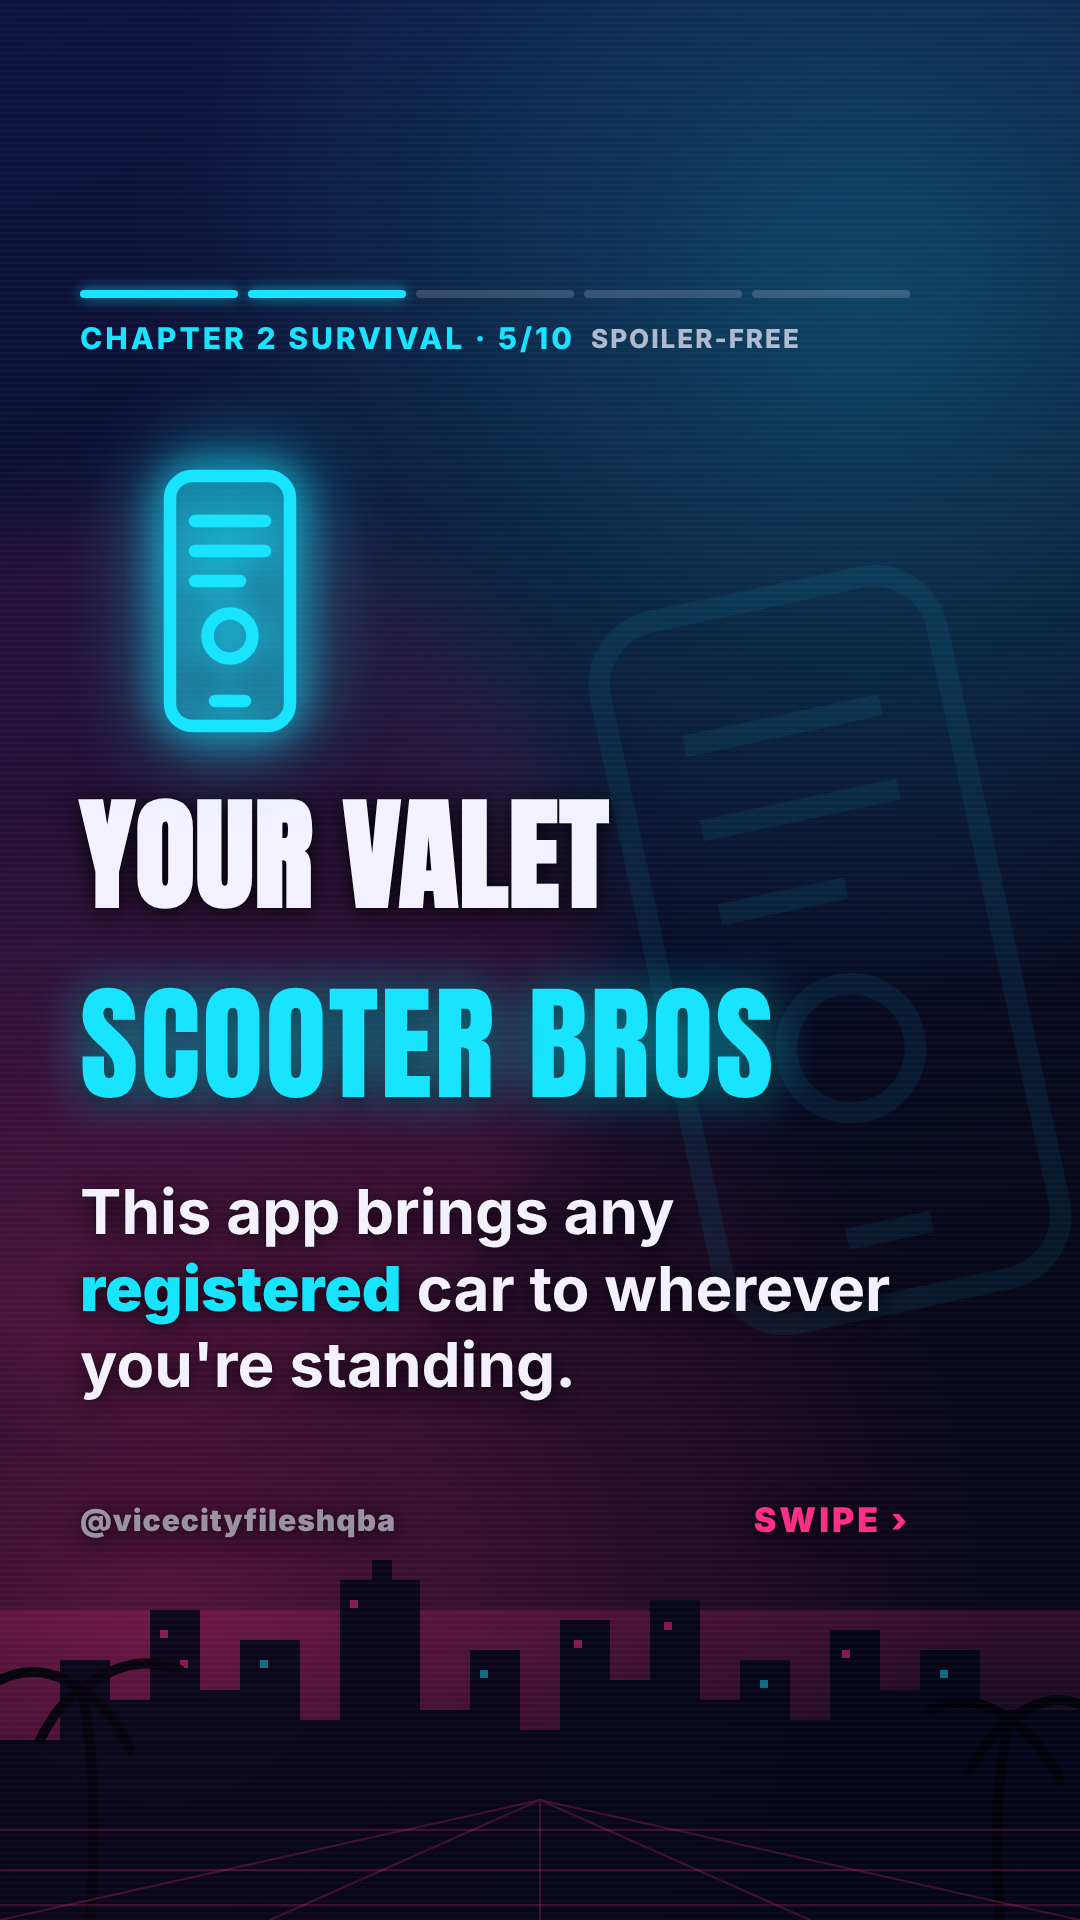 CHAPTER 2 SURVIVAL · 5/10 SPOILER-FREE
YOUR VALET
SCOOTER BROS
This app brings any
registered car to wherever
you're standing.
@vicecityfileshqba
SWIPE ›